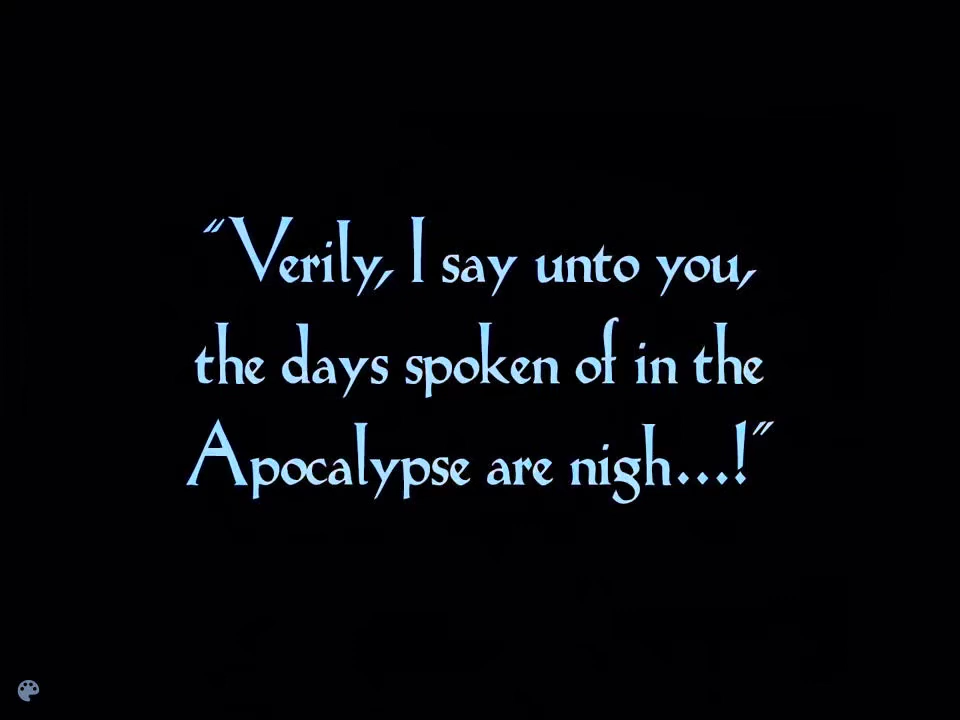 “Verily, I say unto you,
the days spoken of in the
Apocalypse are nigh...!”